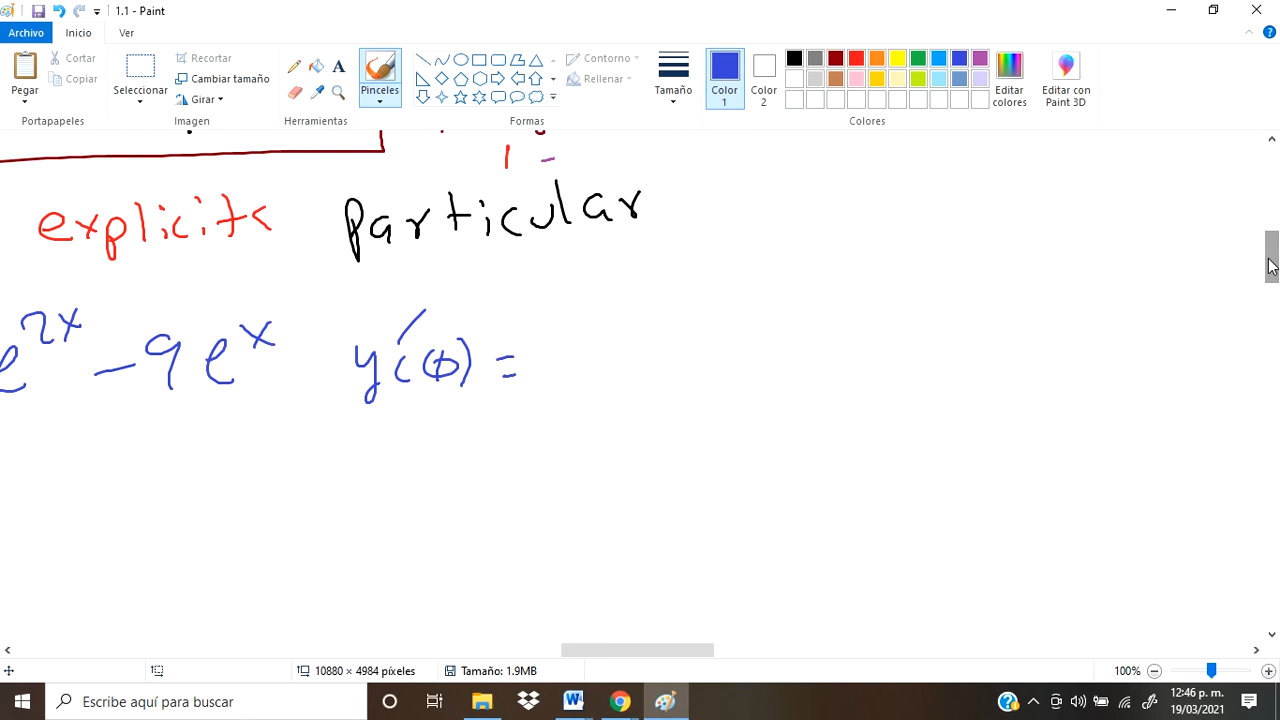 1.1 - Paint
Archivo Inicio Ver
Pegar
Cortar
Copiar
Portapapeles
Seleccionar
Recortar
Cambiar tamaño
Girar
Imagen
A
Herramientas
Pinceles
Contorno
Rellenar
Formas
Tamaño
Color 1
Color 2
Editar colores
Editar con Paint 3D
Colores
explicita particular
e^2x - 9e^x y'(0) =
10880 × 4984 píxeles Tamaño: 1.9MB 100%
Escribe aquí para buscar
12:46 p. m.
19/03/2021